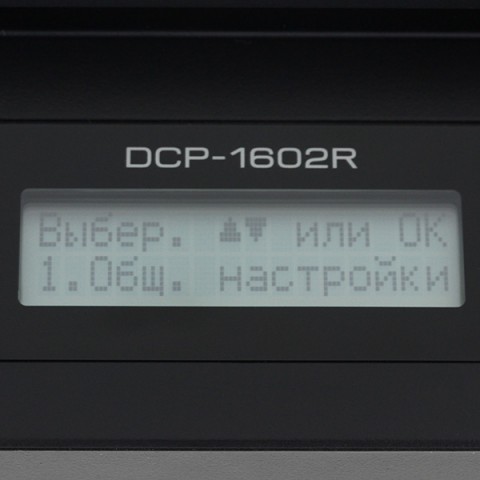 DCP-1602R
Выбер. ▲▼ или OK
1.Общ. настройки